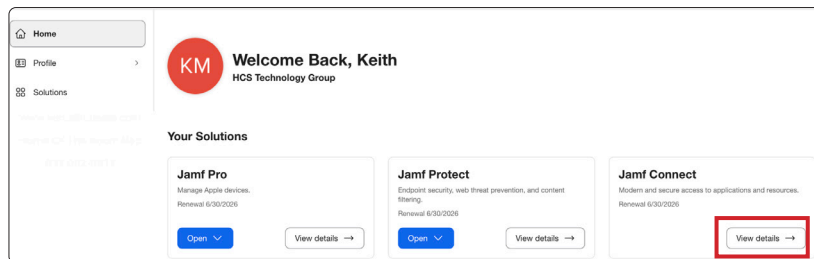 Home
Profile
Solutions
KM
Welcome Back, Keith
HCS Technology Group
Your Solutions
Jamf Pro
Manage Apple devices.
Renewal 6/30/2026
Open
View details →
Jamf Protect
Endpoint security, web threat prevention, and content
filtering.
Renewal 6/30/2026
Open
View details →
Jamf Connect
Modern and secure access to applications and resources.
Renewal 6/30/2026
View details →